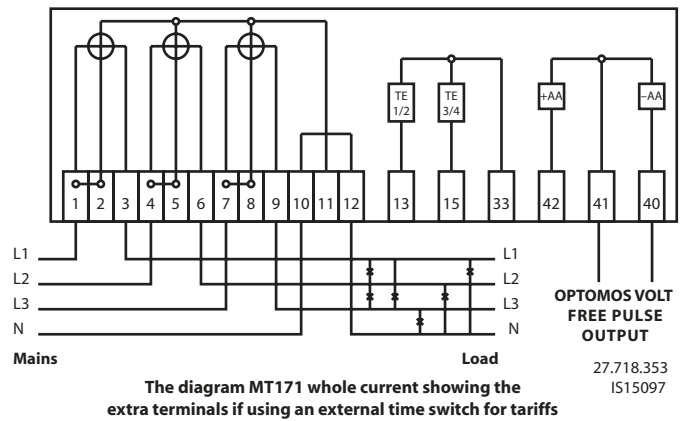 TE
1/2
TE
3/4
+AA
–AA
1 2 3 4 5 6 7 8 9 10 11 12 13 15 33 42 41 40
L1 L1
L2 L2
L3 L3
N N
Mains Load
OPTOMOS VOLT
FREE PULSE
OUTPUT
27.718.353
IS15097
The diagram MT171 whole current showing the
extra terminals if using an external time switch for tariffs